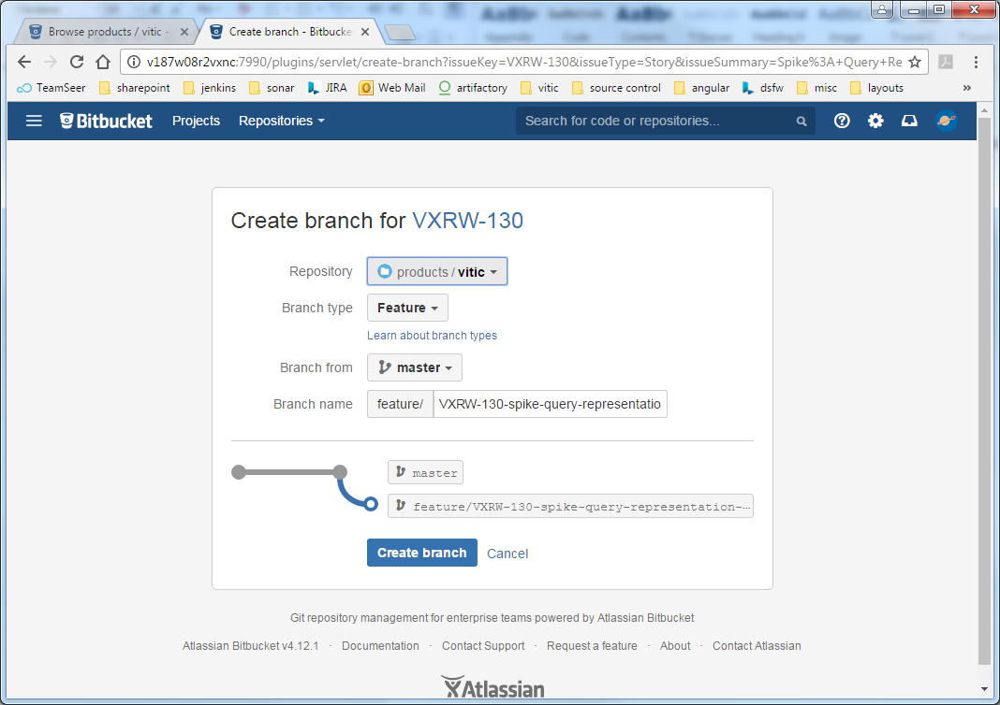 Browse products / vitic -
Create branch - Bitbucke
v187w08r2vxnc:7990/plugins/servlet/create-branch?issueKey=VXRW-130&issueType=Story&issueSummary=Spike%3A+Query+Re
TeamSeer sharepoint jenkins sonar JIRA Web Mail artifactory vitic source control angular dsfw misc layouts »
Bitbucket Projects Repositories Search for code or repositories...
Create branch for VXRW-130
Repository products / vitic
Branch type Feature
Learn about branch types
Branch from master
Branch name feature/ VXRW-130-spike-query-representatio
master
feature/VXRW-130-spike-query-representation-…
Create branch Cancel
Git repository management for enterprise teams powered by Atlassian Bitbucket
Atlassian Bitbucket v4.12.1 · Documentation · Contact Support · Request a feature · About · Contact Atlassian
Atlassian